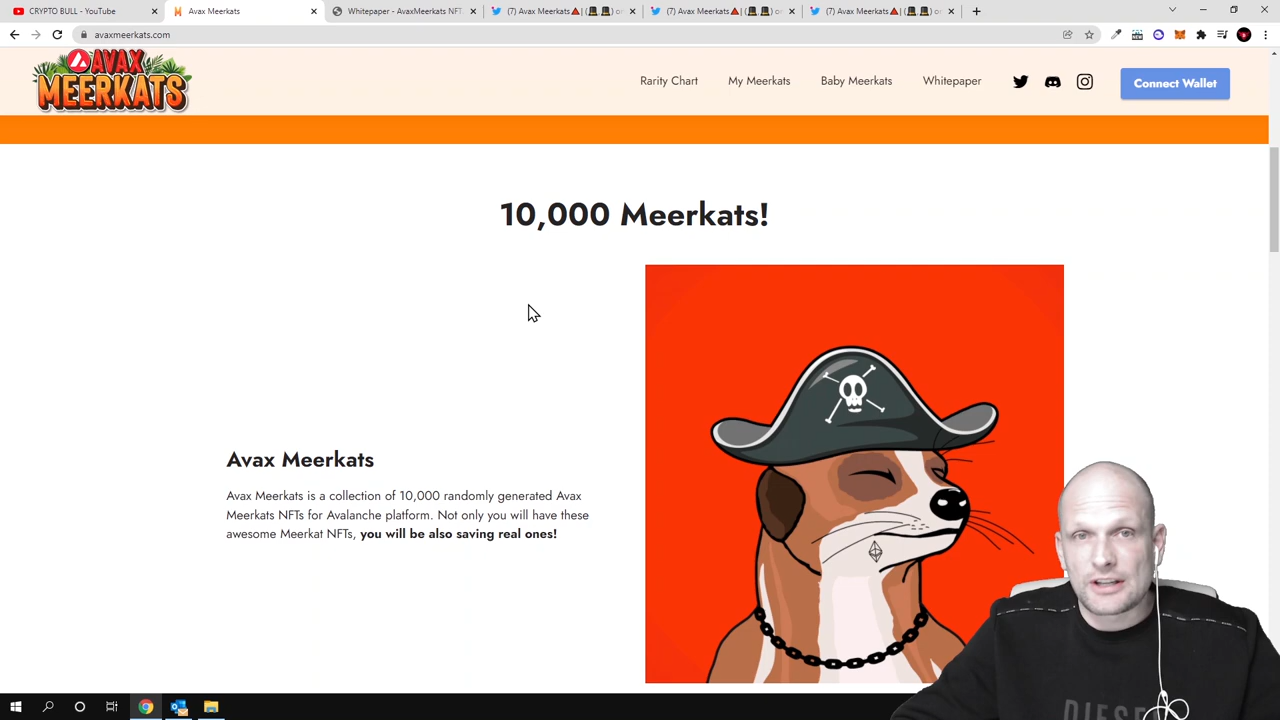 CRYPTO BULL - YouTube
Avax Meerkats
Whitepaper - AvaxMeerkats NFT
(7) Avax Meerkats
(7) Avax Meerkats
(7) Avax Meerkats
avaxmeerkats.com
AVAX
MEERKATS
Rarity Chart
My Meerkats
Baby Meerkats
Whitepaper
Connect Wallet
10,000 Meerkats!
Avax Meerkats
Avax Meerkats is a collection of 10,000 randomly generated Avax
Meerkats NFTs for Avalanche platform. Not only you will have these
awesome Meerkat NFTs, you will be also saving real ones!
DIESEL